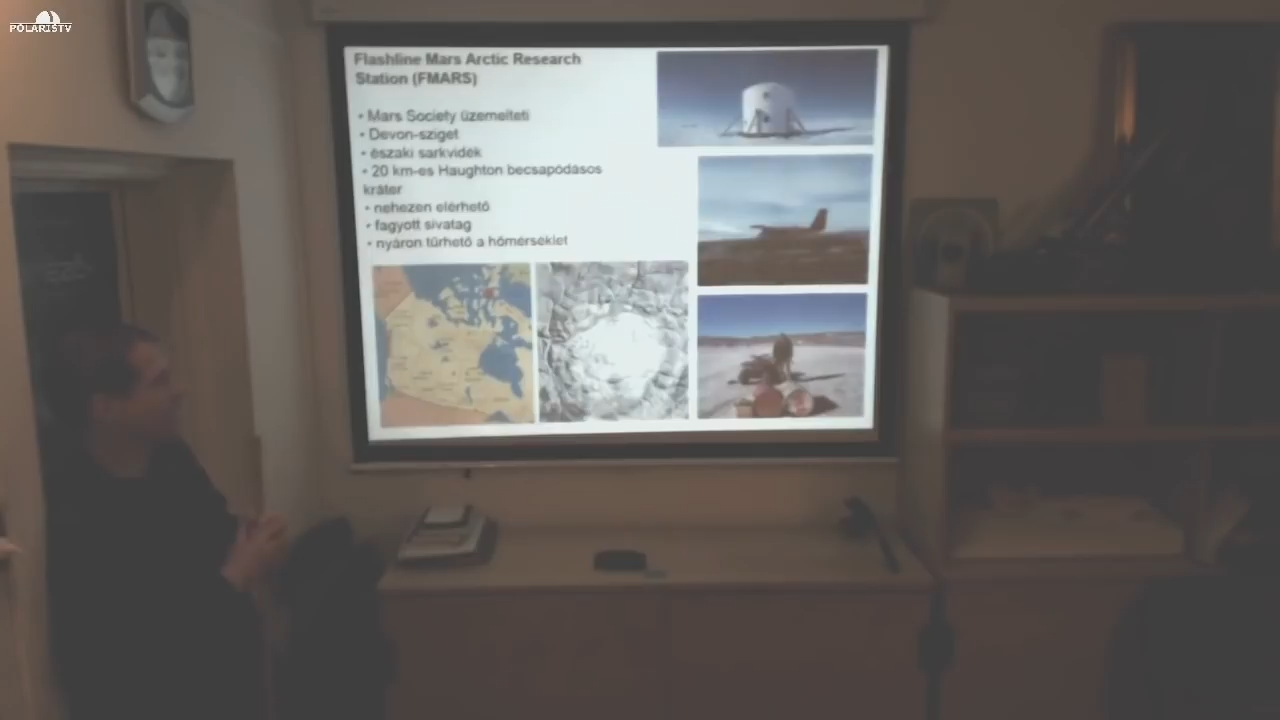 POLARISTV
Flashline Mars Arctic Research
Station (FMARS)
• Mars Society üzemelteti
• Devon-sziget
• északi sarkvidék
• 20 km-es Haughton becsapódásos
kráter
• nehezen elérhető
• fagyott sivatag
• nyáron tűrhető a hőmérséklet